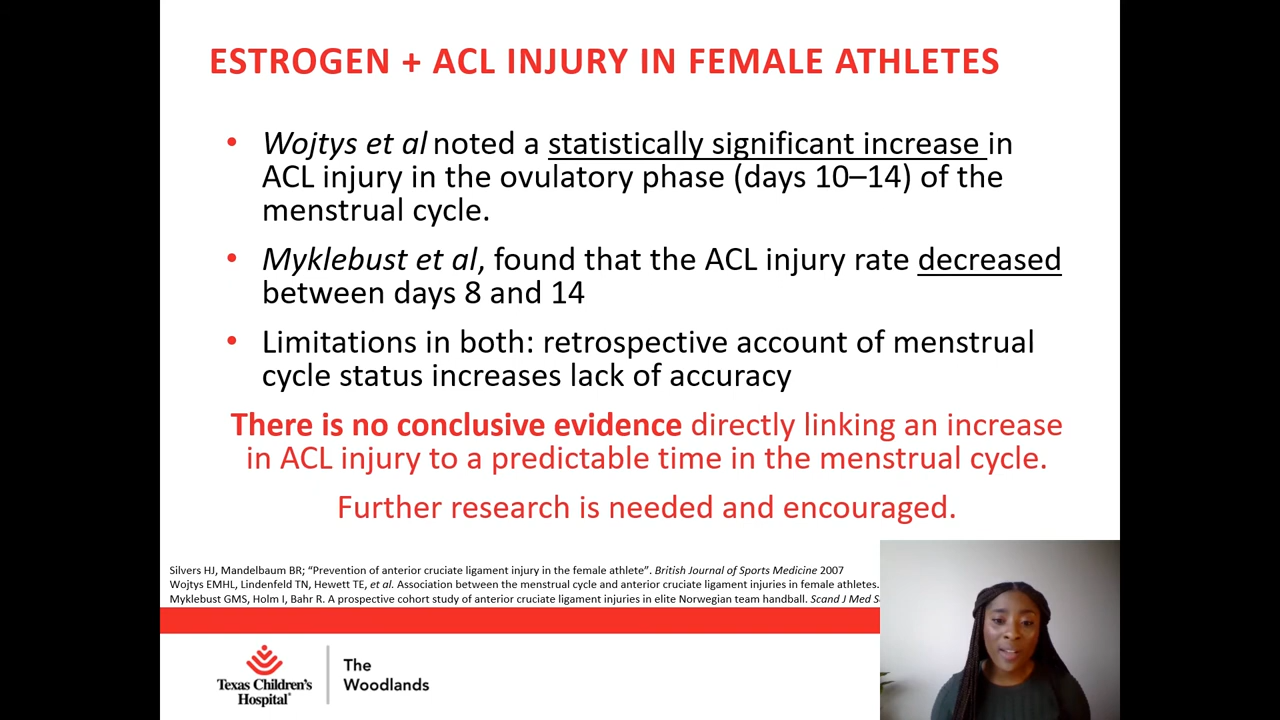 ESTROGEN + ACL INJURY IN FEMALE ATHLETES
• Wojtys et al noted a statistically significant increase in
ACL injury in the ovulatory phase (days 10–14) of the
menstrual cycle.
• Myklebust et al, found that the ACL injury rate decreased
between days 8 and 14
• Limitations in both: retrospective account of menstrual
cycle status increases lack of accuracy
There is no conclusive evidence directly linking an increase
in ACL injury to a predictable time in the menstrual cycle.
Further research is needed and encouraged.
Silvers HJ, Mandelbaum BR; “Prevention of anterior cruciate ligament injury in the female athlete”. British Journal of Sports Medicine 2007
Wojtys EMHL, Lindenfeld TN, Hewett TE, et al. Association between the menstrual cycle and anterior cruciate ligament injuries in female athletes.
Myklebust GMS, Holm I, Bahr R. A prospective cohort study of anterior cruciate ligament injuries in elite Norwegian team handball. Scand J Med S
Texas Children's
Hospital
The
Woodlands